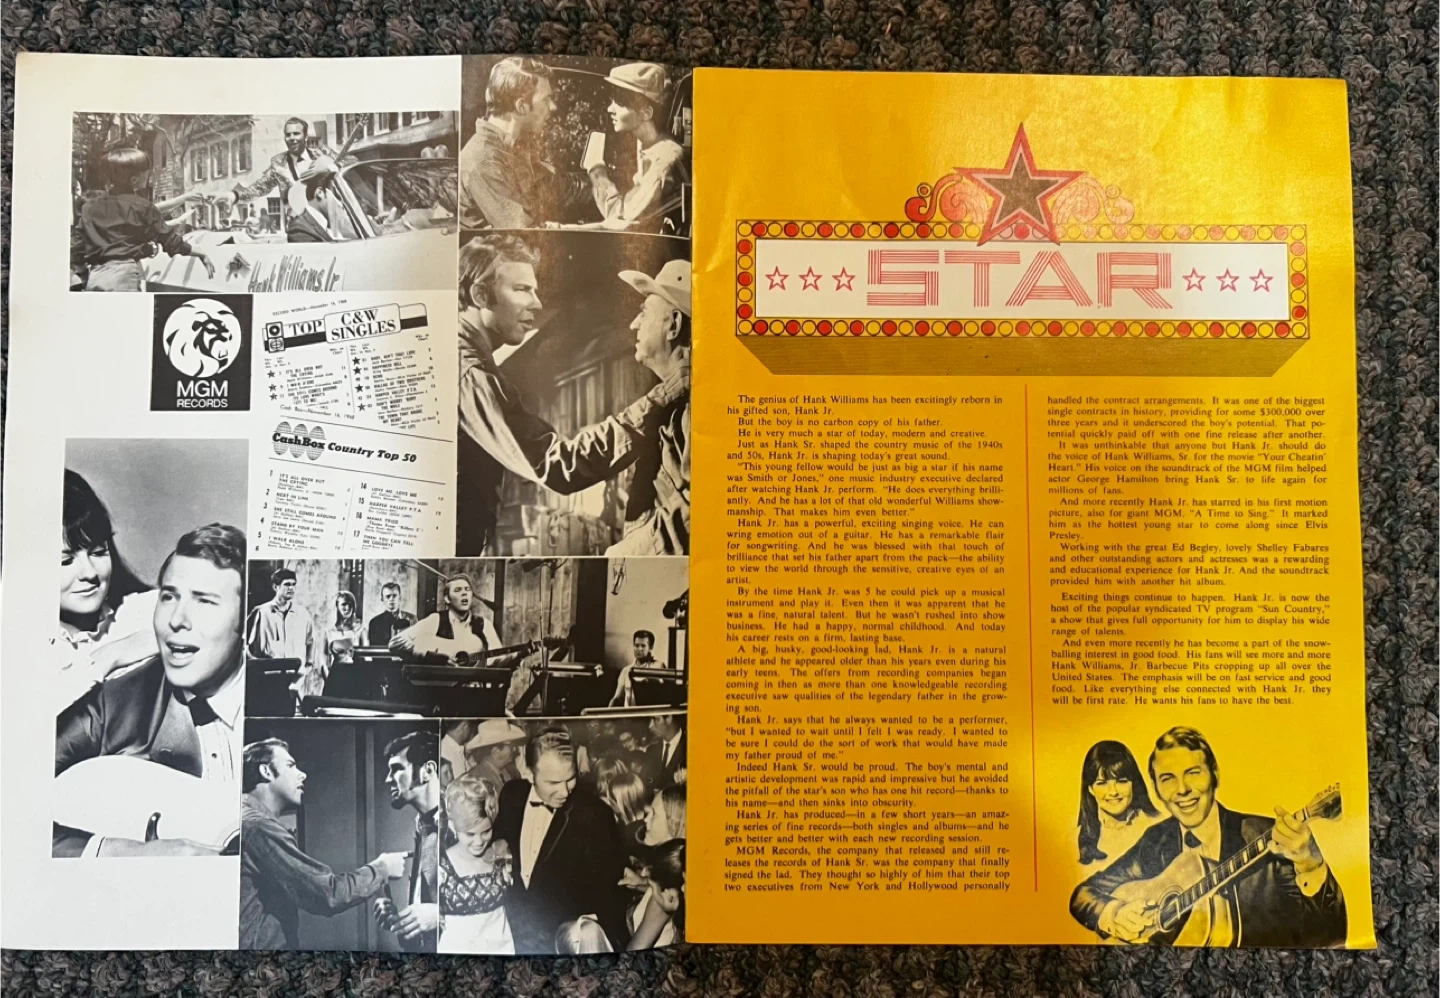 Hank Williams, Jr.
MGM
RECORDS
TOP C&W
SINGLES
CashBox Country Top 50
STAR
The genius of Hank Williams has been excitingly reborn in
his gifted son, Hank Jr.
But the boy is no carbon copy of his father.
He is very much a star of today, modern and creative.
Just as Hank Sr. shaped the country music of the 1940s
and 50s, Hank Jr. is shaping today's great sound.
"This young fellow would be just as big a star if his name
was Smith or Jones," one music industry executive declared
after watching Hank Jr. perform. "He does everything brilli-
antly. And he has a lot of that old wonderful Williams show-
manship. That makes him even better."
Hank Jr. has a powerful, exciting singing voice. He can
wring emotion out of a guitar. He has a remarkable flair
for songwriting. And he was blessed with that touch of
brilliance that set his father apart from the pack—the ability
to view the world through the sensitive, creative eyes of an
artist.
By the time Hank Jr. was 5 he could pick up a musical
instrument and play it. Even then it was apparent that he
was a fine, natural talent. But he wasn't rushed into show
business. He had a happy, normal childhood. And today
his career rests on a firm, lasting base.
A big, husky, good-looking lad, Hank Jr. is a natural
athlete and he appeared older than his years even during his
early teens. The offers from recording companies began
coming in then as more than one knowledgeable recording
executive saw qualities of the legendary father in the grow-
ing son.
Hank Jr. says that he always wanted to be a performer,
"but I wanted to wait until I felt I was ready. I wanted to
be sure I could do the sort of work that would have made
my father proud of me."
Indeed Hank Sr. would be proud. The boy's mental and
artistic development was rapid and impressive but he avoided
the pitfall of the star's son who has one hit record—thanks to
his name—and then sinks into obscurity.
Hank Jr. has produced—in a few short years—an amaz-
ing series of fine records—both singles and albums—and he
gets better and better with each new recording session.
MGM Records, the company that released and still re-
leases the records of Hank Sr. was the company that finally
signed the lad. They thought so highly of him that their top
two executives from New York and Hollywood personally
handled the contract arrangements. It was one of the biggest
single contracts in history, providing for some $300,000 over
three years and it underscored the boy's potential. That po-
tential quickly paid off with one fine release after another.
It was unthinkable that anyone but Hank Jr. should do
the voice of Hank Williams, Sr. for the movie "Your Cheatin'
Heart." His voice on the soundtrack of the MGM film helped
actor George Hamilton bring Hank Sr. to life again for
millions of fans.
And more recently Hank Jr. has starred in his first motion
picture, also for giant MGM, "A Time to Sing." It marked
him as the hottest young star to come along since Elvis
Presley.
Working with the great Ed Begley, lovely Shelley Fabares
and other outstanding actors and actresses was a rewarding
and educational experience for Hank Jr. And the soundtrack
provided him with another hit album.
Exciting things continue to happen. Hank Jr. is now the
host of the popular syndicated TV program "Sun Country,"
a show that gives full opportunity for him to display his wide
range of talents.
And even more recently he has become a part of the snow-
balling interest in good food. His fans will see more and more
Hank Williams, Jr. Barbecue Pits cropping up all over the
United States. The emphasis will be on fast service and good
food. Like everything else connected with Hank Jr. they
will be first rate. He wants his fans to have the best.